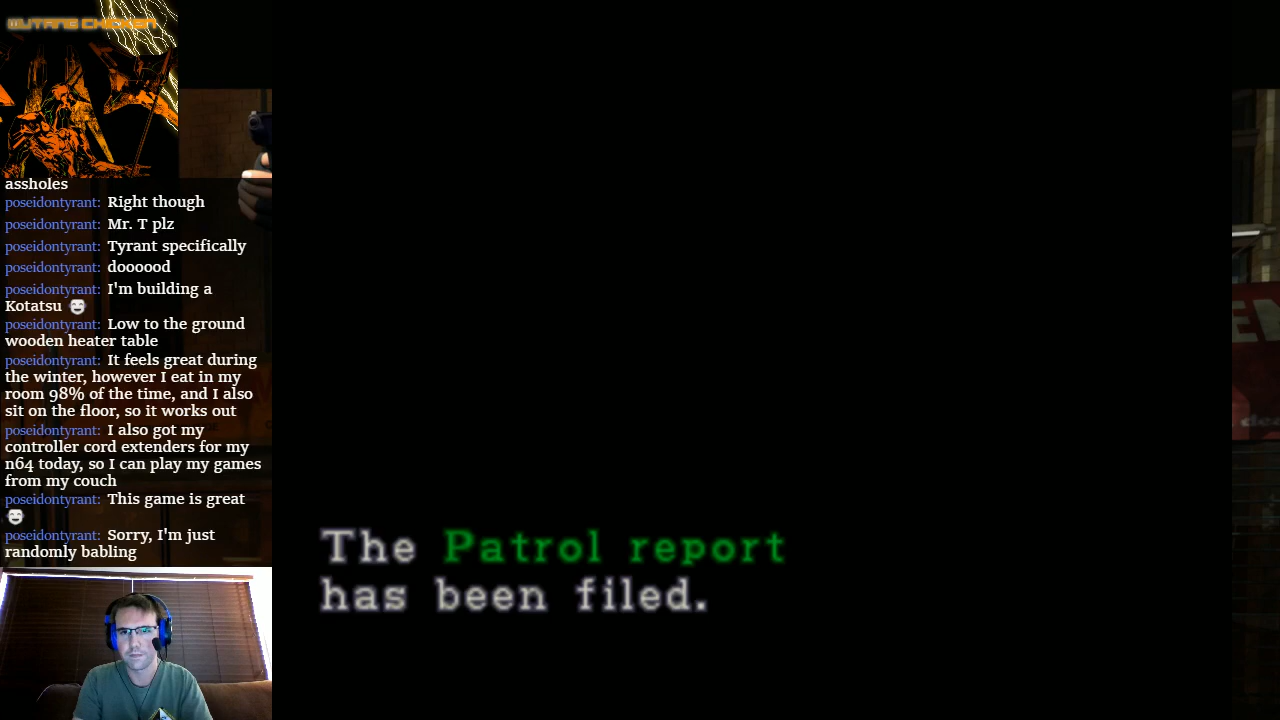 WUTANG CHICKEN
assholes
poseidontyrant: Right though
poseidontyrant: Mr. T plz
poseidontyrant: Tyrant specifically
poseidontyrant: doooood
poseidontyrant: I'm building a
Kotatsu
poseidontyrant: Low to the ground
wooden heater table
poseidontyrant: It feels great during
the winter, however I eat in my
room 98% of the time, and I also
sit on the floor, so it works out
poseidontyrant: I also got my
controller cord extenders for my
n64 today, so I can play my games
from my couch
poseidontyrant: This game is great
poseidontyrant: Sorry, I'm just
randomly babling
The Patrol report
has been filed.